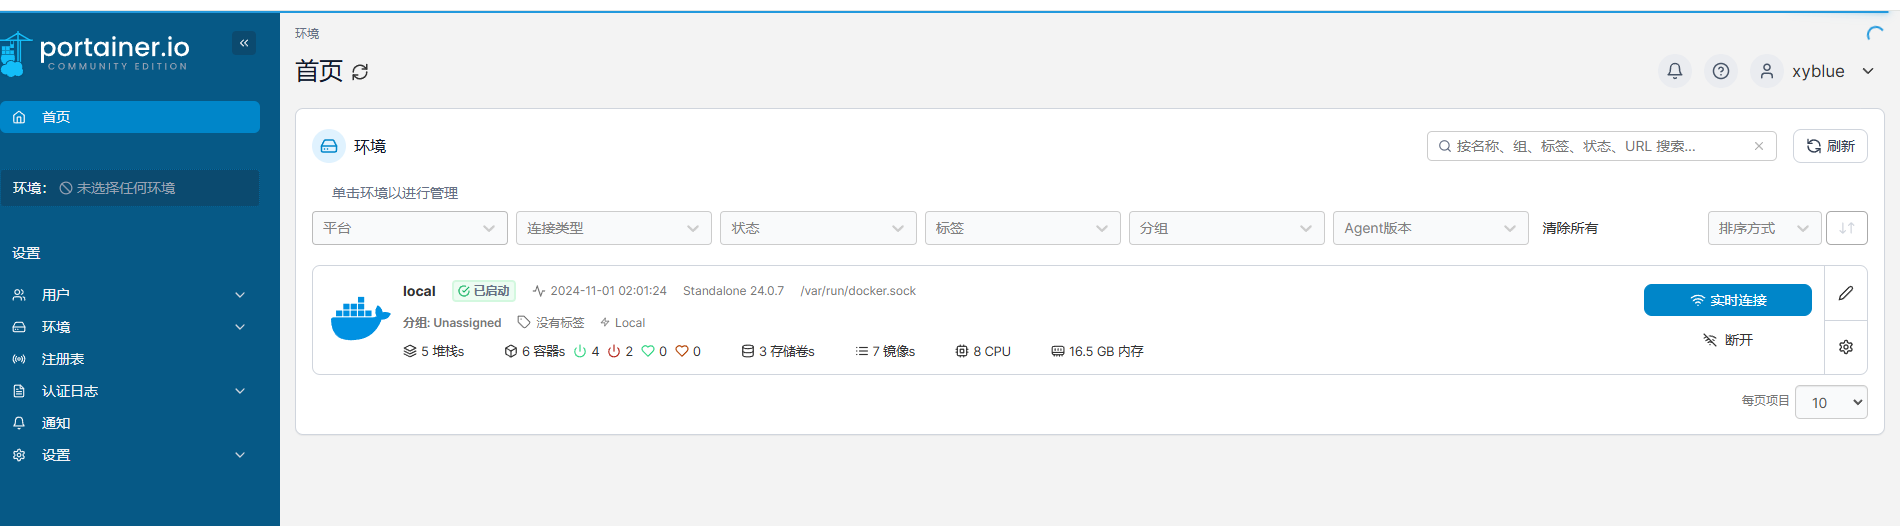 portainer.io
COMMUNITY EDITION
首页
环境： 未选择任何环境
设置
用户
环境
注册表
认证日志
通知
设置
环境
首页
xyblue
环境
按名称、组、标签、状态、URL 搜索...
刷新
单击环境以进行管理
平台 连接类型 状态 标签 分组 Agent版本 清除所有 排序方式
local 已启动 2024-11-01 02:01:24 Standalone 24.0.7 /var/run/docker.sock
分组: Unassigned 没有标签 Local
5 堆栈s 6 容器s 4 2 0 0 3 存储卷s 7 镜像s 8 CPU 16.5 GB 内存
实时连接
断开
每页项目 10